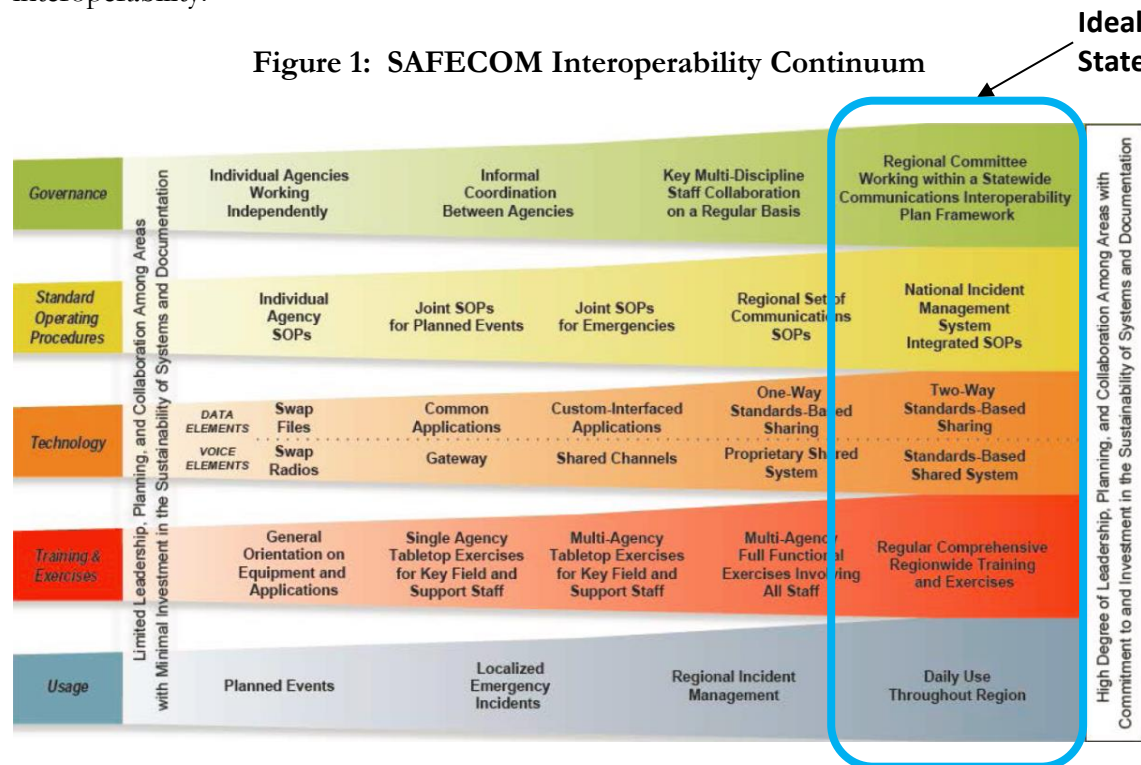 interoperability.
Ideal
State
Figure 1: SAFECOM Interoperability Continuum
Limited Leadership, Planning, and Collaboration Among Areas
with Minimal Investment in the Sustainability of Systems and Documentation
Governance
Individual Agencies
Working
Independently
Informal
Coordination
Between Agencies
Key Multi-Discipline
Staff Collaboration
on a Regular Basis
Regional Committee
Working within a Statewide
Communications Interoperability
Plan Framework
Standard
Operating
Procedures
Individual
Agency
SOPs
Joint SOPs
for Planned Events
Joint SOPs
for Emergencies
Regional Set of
Communications
SOPs
National Incident
Management
System
Integrated SOPs
Technology
DATA
ELEMENTS
Swap
Files
Common
Applications
Custom-Interfaced
Applications
One-Way
Standards-Based
Sharing
Two-Way
Standards-Based
Sharing
VOICE
ELEMENTS
Swap
Radios
Gateway
Shared Channels
Proprietary Shared
System
Standards-Based
Shared System
Training &
Exercises
General
Orientation on
Equipment and
Applications
Single Agency
Tabletop Exercises
for Key Field and
Support Staff
Multi-Agency
Tabletop Exercises
for Key Field and
Support Staff
Multi-Agency
Full Functional
Exercises Involving
All Staff
Regular Comprehensive
Regionwide Training
and Exercises
Usage
Planned Events
Localized
Emergency
Incidents
Regional Incident
Management
Daily Use
Throughout Region
High Degree of Leadership, Planning, and Collaboration Among Areas with
Commitment to and Investment in the Sustainability of Systems and Documentation